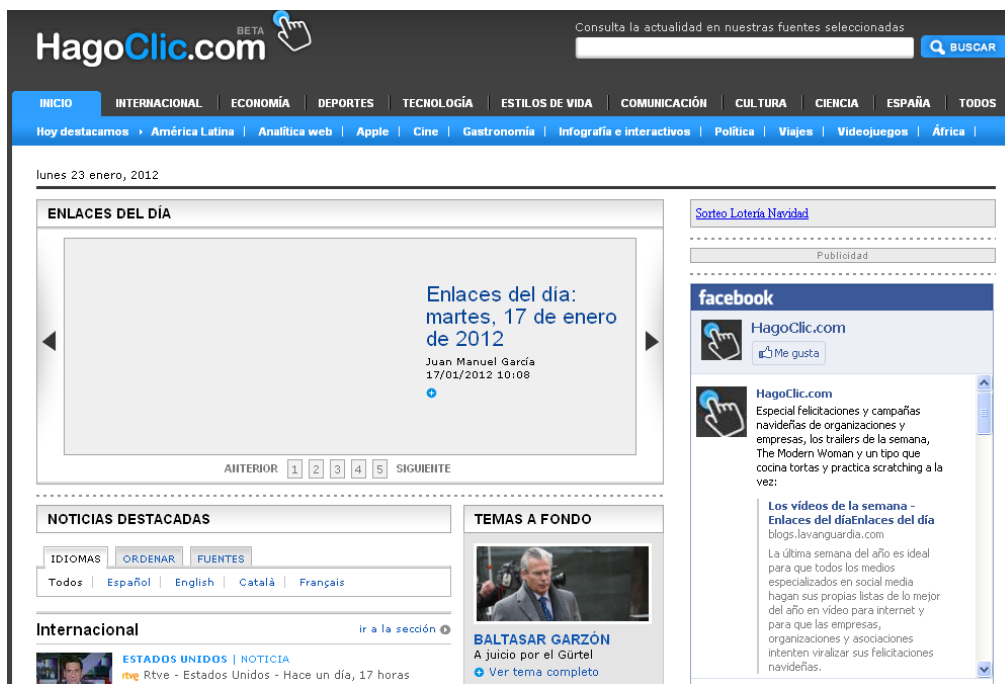 BETA
HagoClic.com
Consulta la actualidad en nuestras fuentes seleccionadas
BUSCAR
INICIO INTERNACIONAL ECONOMÍA DEPORTES TECNOLOGÍA ESTILOS DE VIDA COMUNICACIÓN CULTURA CIENCIA ESPAÑA TODOS
Hoy destacamos América Latina | Analítica web | Apple | Cine | Gastronomía | Infografía e interactivos | Política | Viajes | Videojuegos | África |
lunes 23 enero, 2012
ENLACES DEL DÍA
Enlaces del día:
martes, 17 de enero
de 2012
Juan Manuel García
17/01/2012 10:08
ANTERIOR 1 2 3 4 5 SIGUIENTE
NOTICIAS DESTACADAS
IDIOMAS ORDENAR FUENTES
Todos | Español | English | Català | Français
Internacional ir a la sección
ESTADOS UNIDOS | NOTICIA
rtve Rtve - Estados Unidos - Hace un día, 17 horas
TEMAS A FONDO
BALTASAR GARZÓN
A juicio por el Gürtel
Ver tema completo
Sorteo Lotería Navidad
Publicidad
facebook
HagoClic.com
Me gusta
HagoClic.com
Especial felicitaciones y campañas
navideñas de organizaciones y
empresas, los trailers de la semana,
The Modern Woman y un tipo que
cocina tortas y practica scratching a la
vez:
Los vídeos de la semana -
Enlaces del díaEnlaces del día
blogs.lavanguardia.com
La última semana del año es ideal
para que todos los medios
especializados en social media
hagan sus propias listas de lo mejor
del año en vídeo para internet y
para que las empresas,
organizaciones y asociaciones
intenten viralizar sus felicitaciones
navideñas.